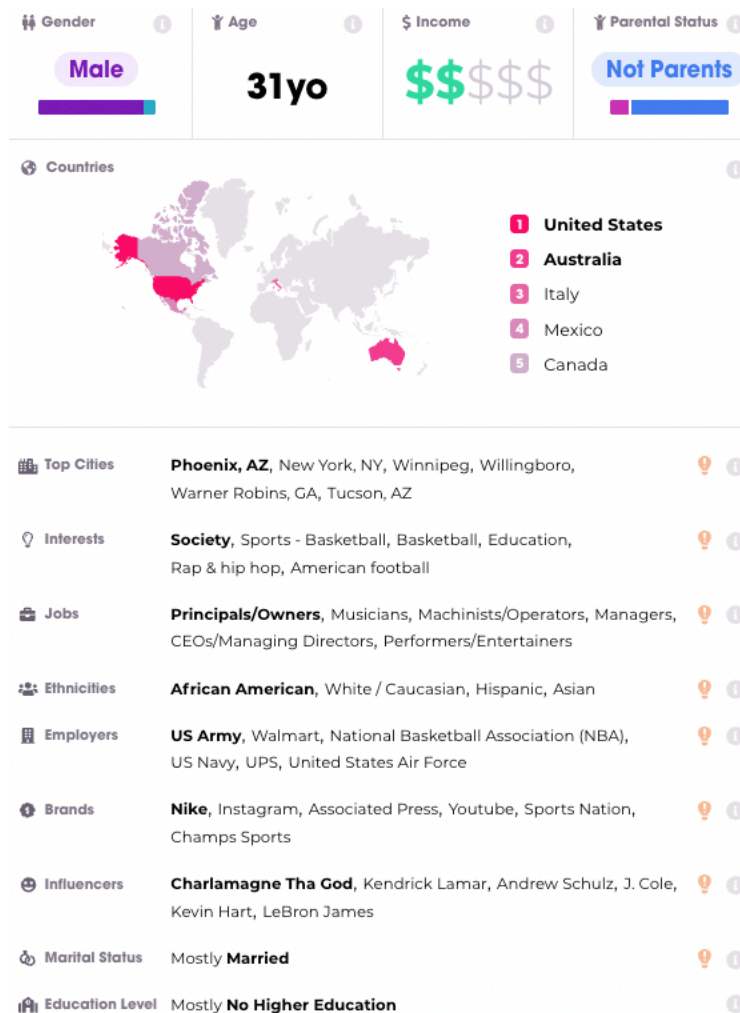 Gender
Age
$ Income
Parental Status
Male
31yo
$$$$$
Not Parents
Countries
1 United States
2 Australia
3 Italy
4 Mexico
5 Canada
Top Cities
Phoenix, AZ, New York, NY, Winnipeg, Willingboro,
Warner Robins, GA, Tucson, AZ
Interests
Society, Sports - Basketball, Basketball, Education,
Rap & hip hop, American football
Jobs
Principals/Owners, Musicians, Machinists/Operators, Managers,
CEOs/Managing Directors, Performers/Entertainers
Ethnicities
African American, White / Caucasian, Hispanic, Asian
Employers
US Army, Walmart, National Basketball Association (NBA),
US Navy, UPS, United States Air Force
Brands
Nike, Instagram, Associated Press, Youtube, Sports Nation,
Champs Sports
Influencers
Charlamagne Tha God, Kendrick Lamar, Andrew Schulz, J. Cole,
Kevin Hart, LeBron James
Marital Status
Mostly Married
Education Level
Mostly No Higher Education